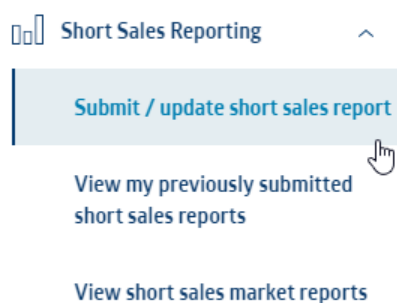 Short Sales Reporting
Submit / update short sales report
View my previously submitted
short sales reports
View short sales market reports